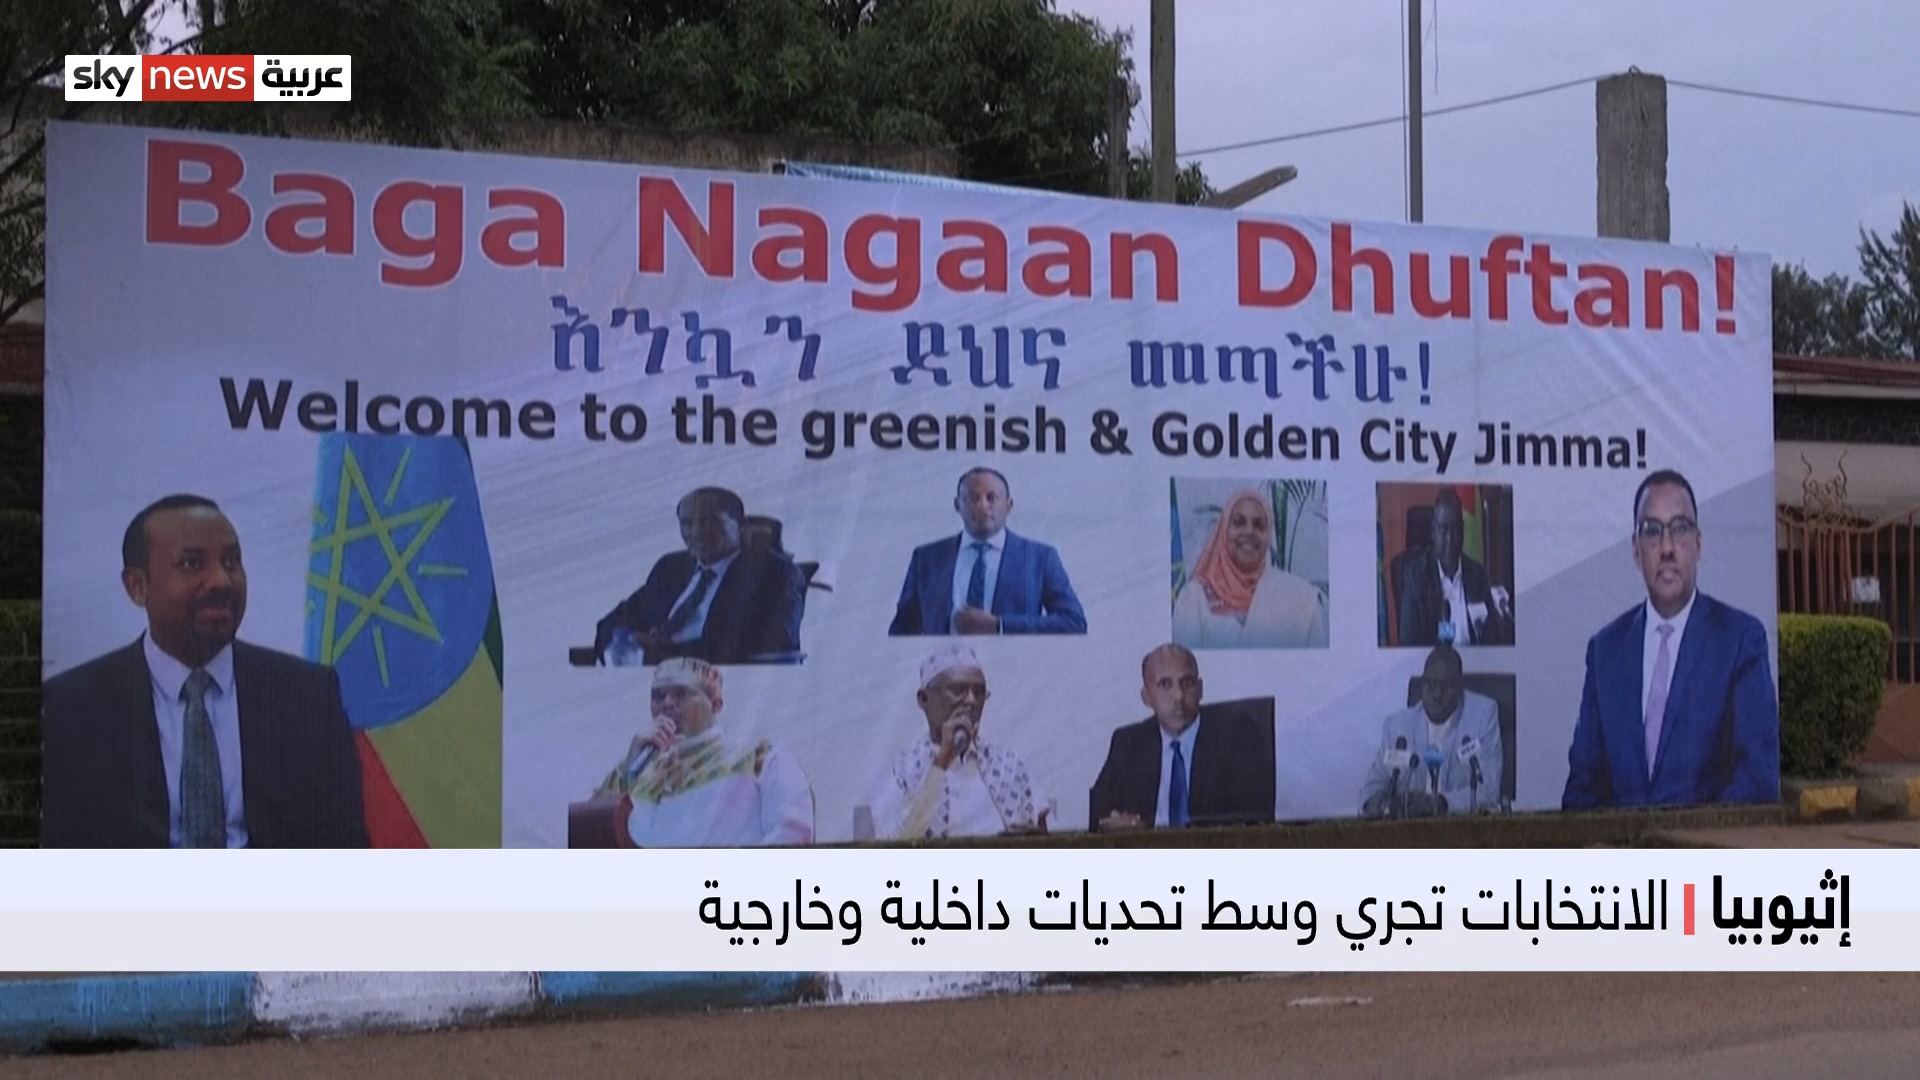 sky news عربية
Baga Nagaan Dhuftan!
እንኳን ደህና መጣችሁ!
Welcome to the greenish & Golden City Jimma!
إثيوبيا | الانتخابات تجري وسط تحديات داخلية وخارجية